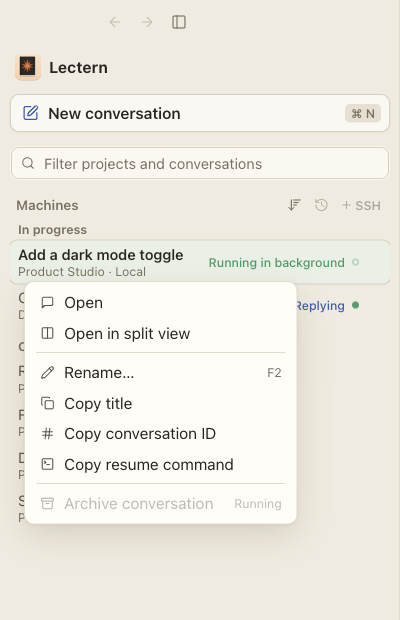 Lectern
New conversation ⌘ N
Filter projects and conversations
Machines + SSH
In progress
Add a dark mode toggle Running in background
Product Studio · Local
Replying
Open
Open in split view
Rename... F2
Copy title
Copy conversation ID
Copy resume command
Archive conversation Running